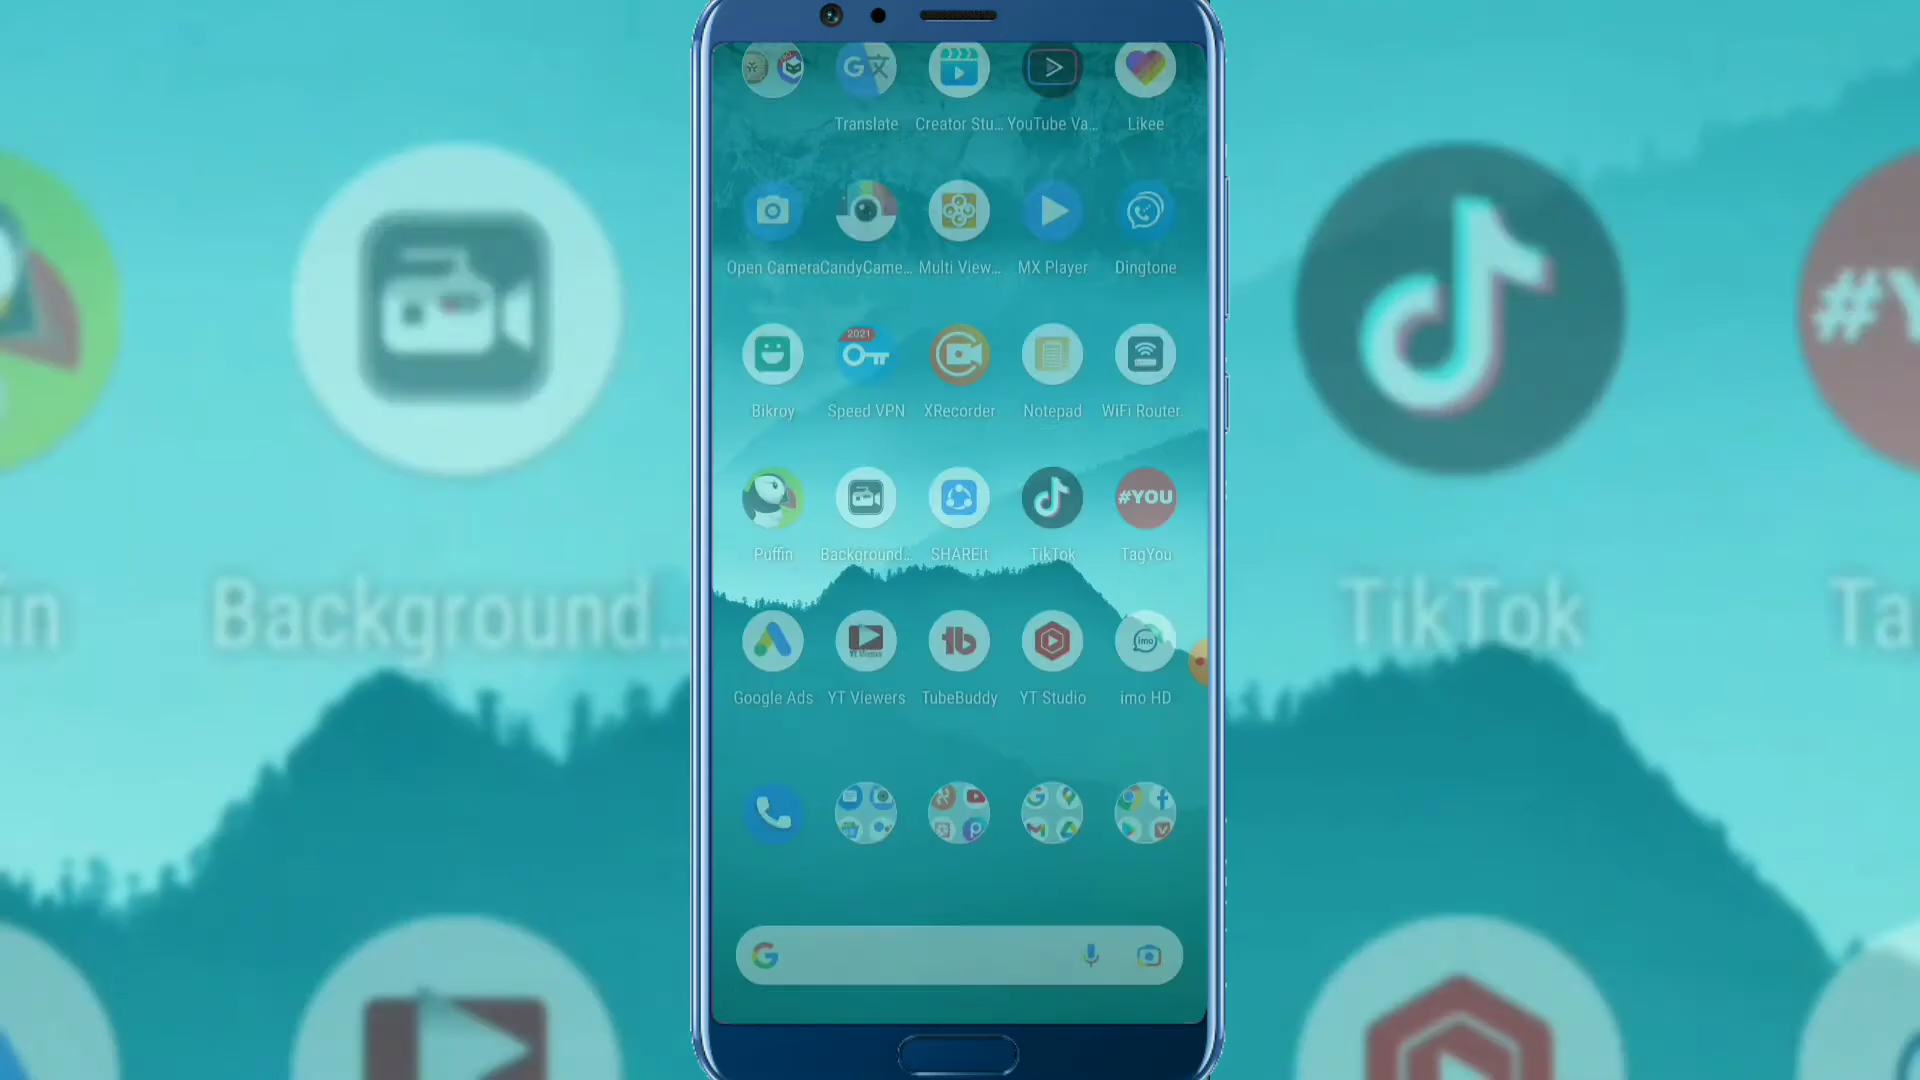 Translate
Creator Stu...
YouTube Va...
Likee
Open Camera
CandyCame...
Multi View...
MX Player
Dingtone
2021
Bikroy
Speed VPN
XRecorder
Notepad
WiFi Router
#YOU
Puffin
Background...
SHAREit
TikTok
TagYou
imo
Google Ads
YT Viewers
TubeBuddy
YT Studio
imo HD
Background...
TikTok